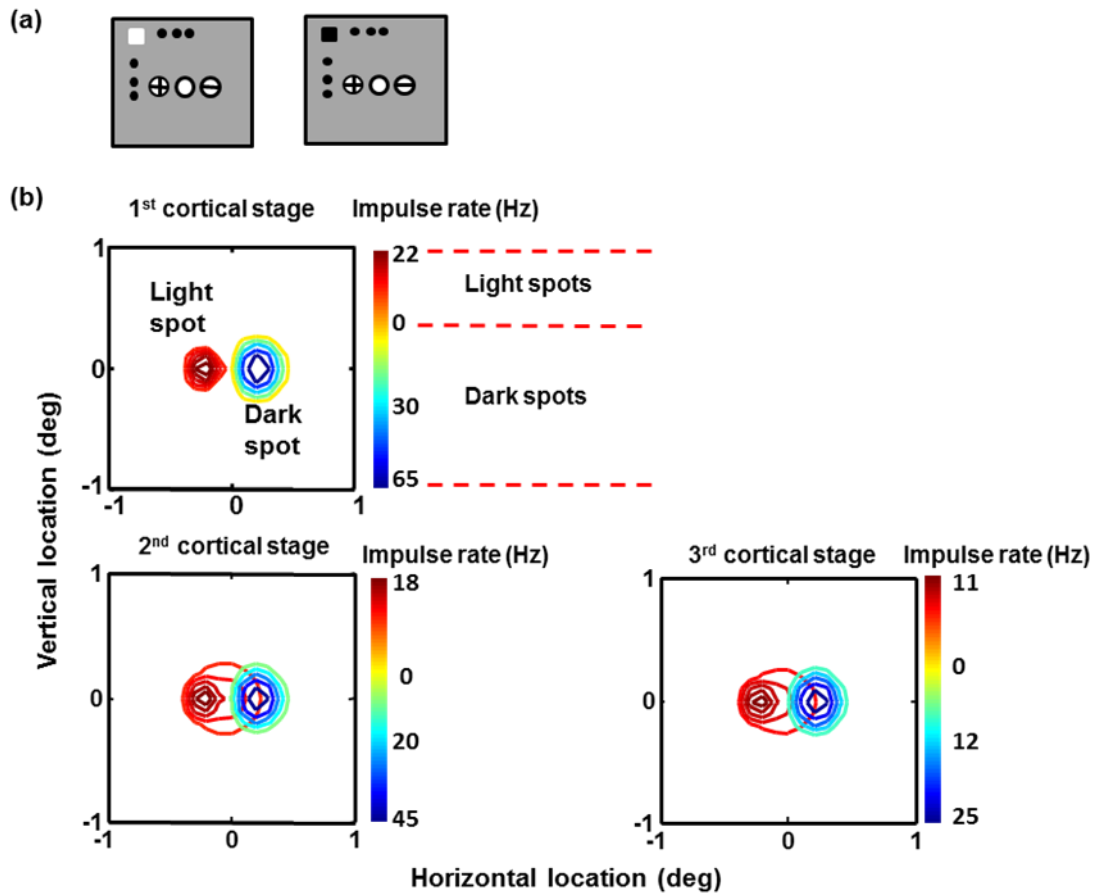 (a)
(b)
1st cortical stage
Impulse rate (Hz)
22
0
30
65
Light spots
Dark spots
Light
spot
Dark
spot
1
0
-1
-1
0
1
Vertical location (deg)
2nd cortical stage
Impulse rate (Hz)
18
0
20
45
1
0
-1
-1
0
1
3rd cortical stage
Impulse rate (Hz)
11
0
12
25
1
0
-1
-1
0
1
Horizontal location (deg)